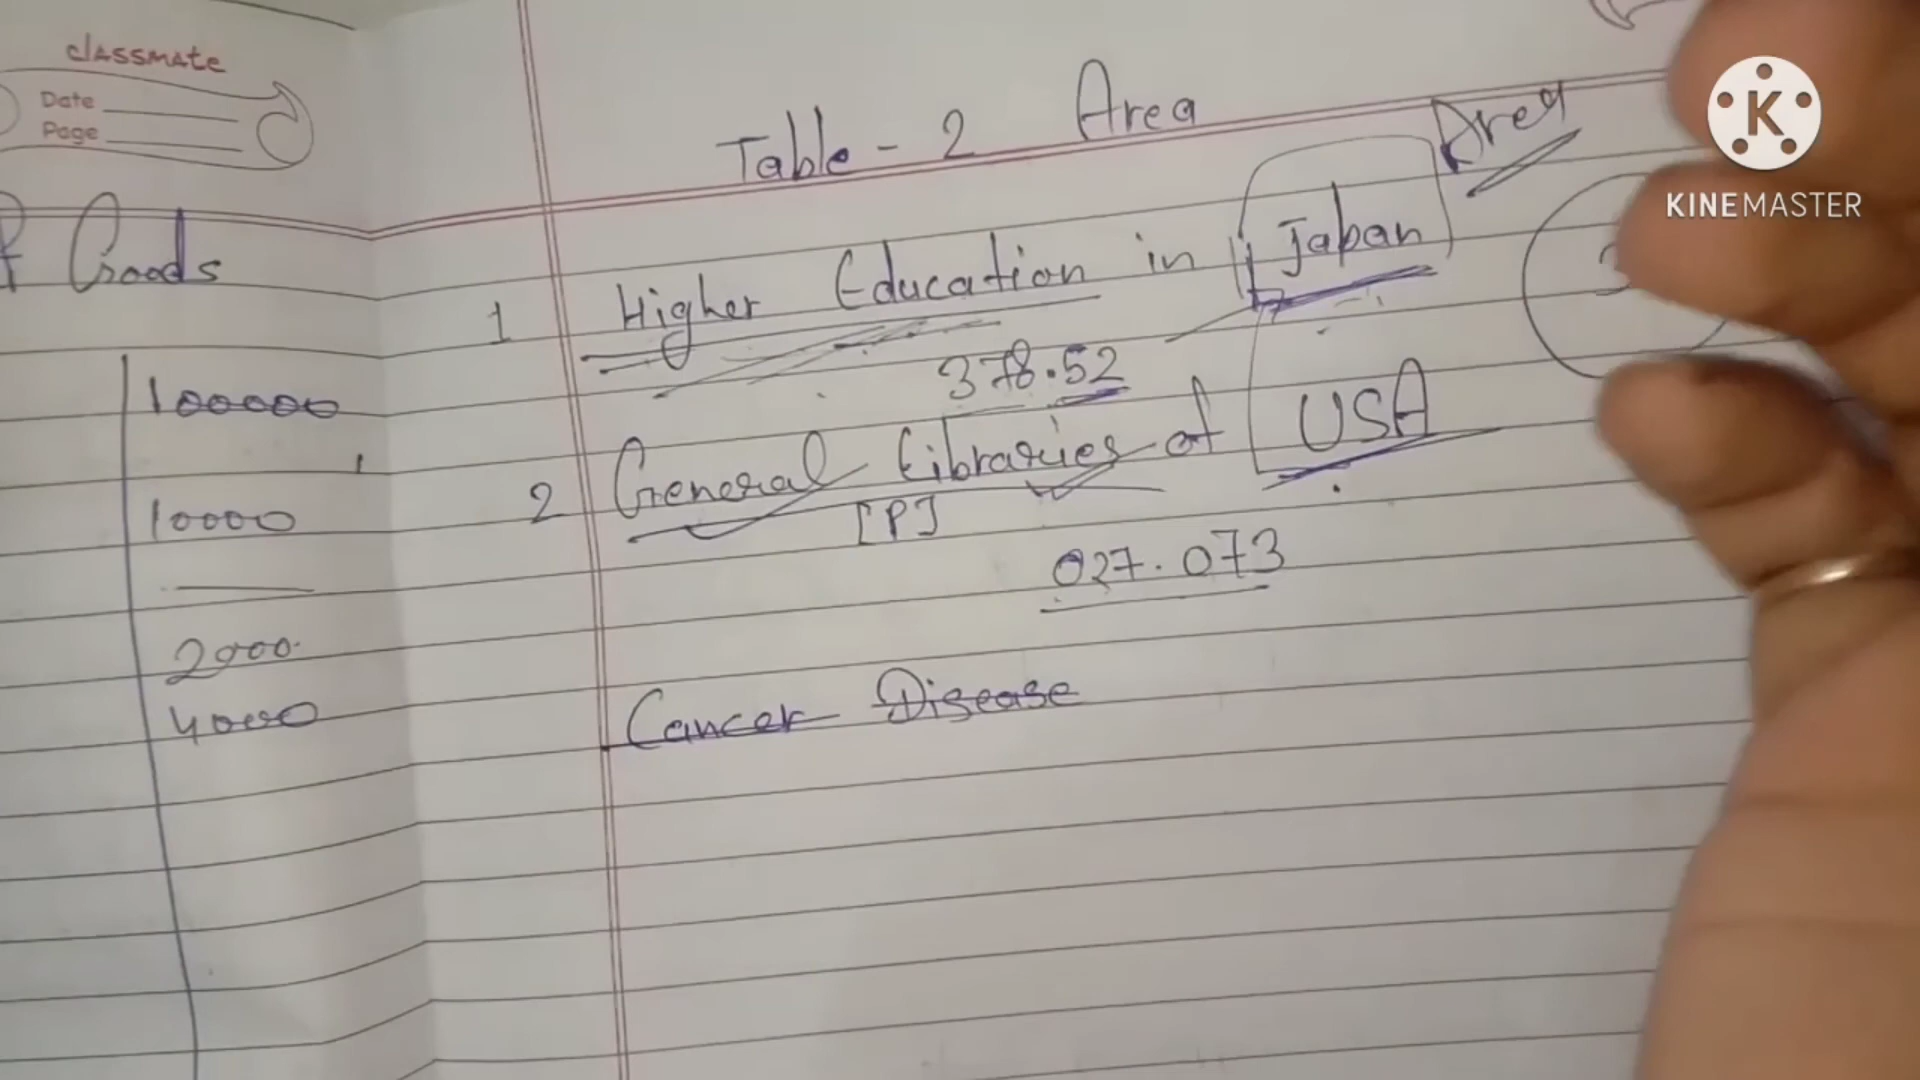 classmate
Date
Page
Goods
100000
10000
2000
4000
Table - 2 Area
Area
1 Higher Education in Japan
378.52
2 General Libraries of USA
[P]
027.073
Cancer Disease
KINEMASTER